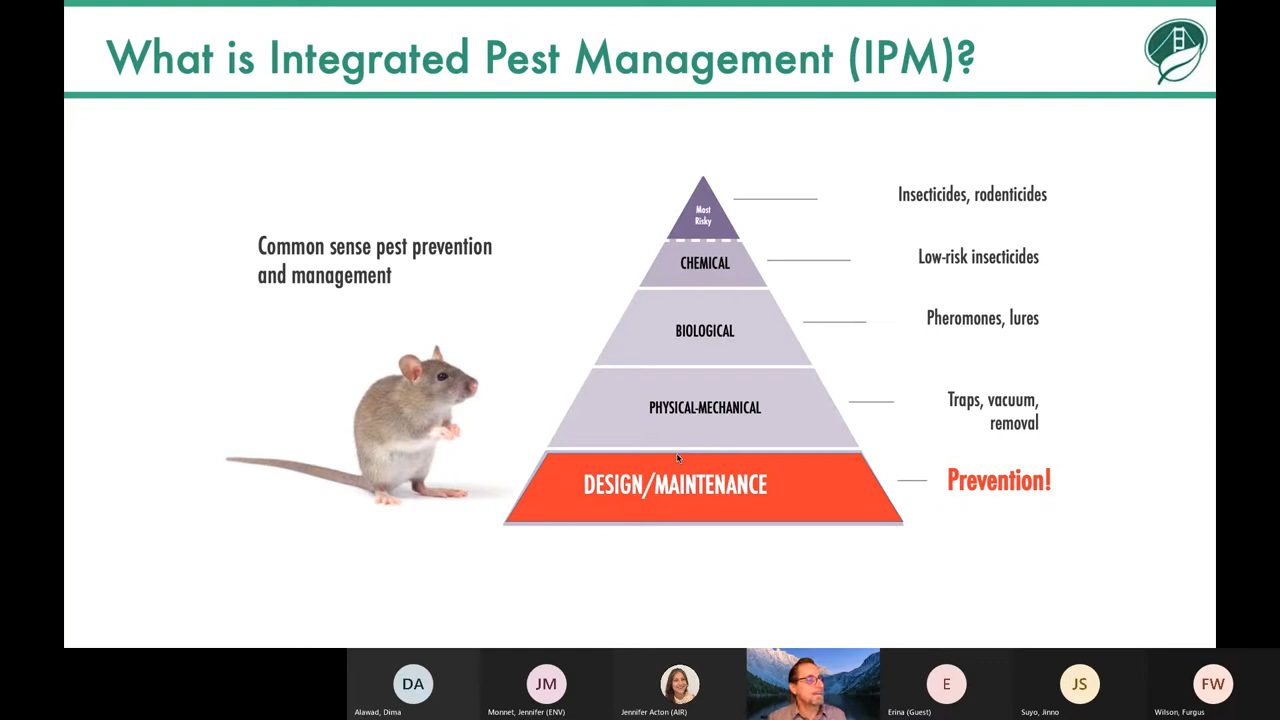 What is Integrated Pest Management (IPM)?
Common sense pest prevention
and management
Most
Risky
Insecticides, rodenticides
CHEMICAL
Low-risk insecticides
BIOLOGICAL
Pheromones, lures
PHYSICAL-MECHANICAL
Traps, vacuum,
removal
DESIGN/MAINTENANCE
Prevention!
DA
JM
E
JS
FW
Alawad, Dima
Monnet, Jennifer (ENV)
Jennifer Acton (AIR)
Erina (Guest)
Suyo, Jinno
Wilson, Furgus